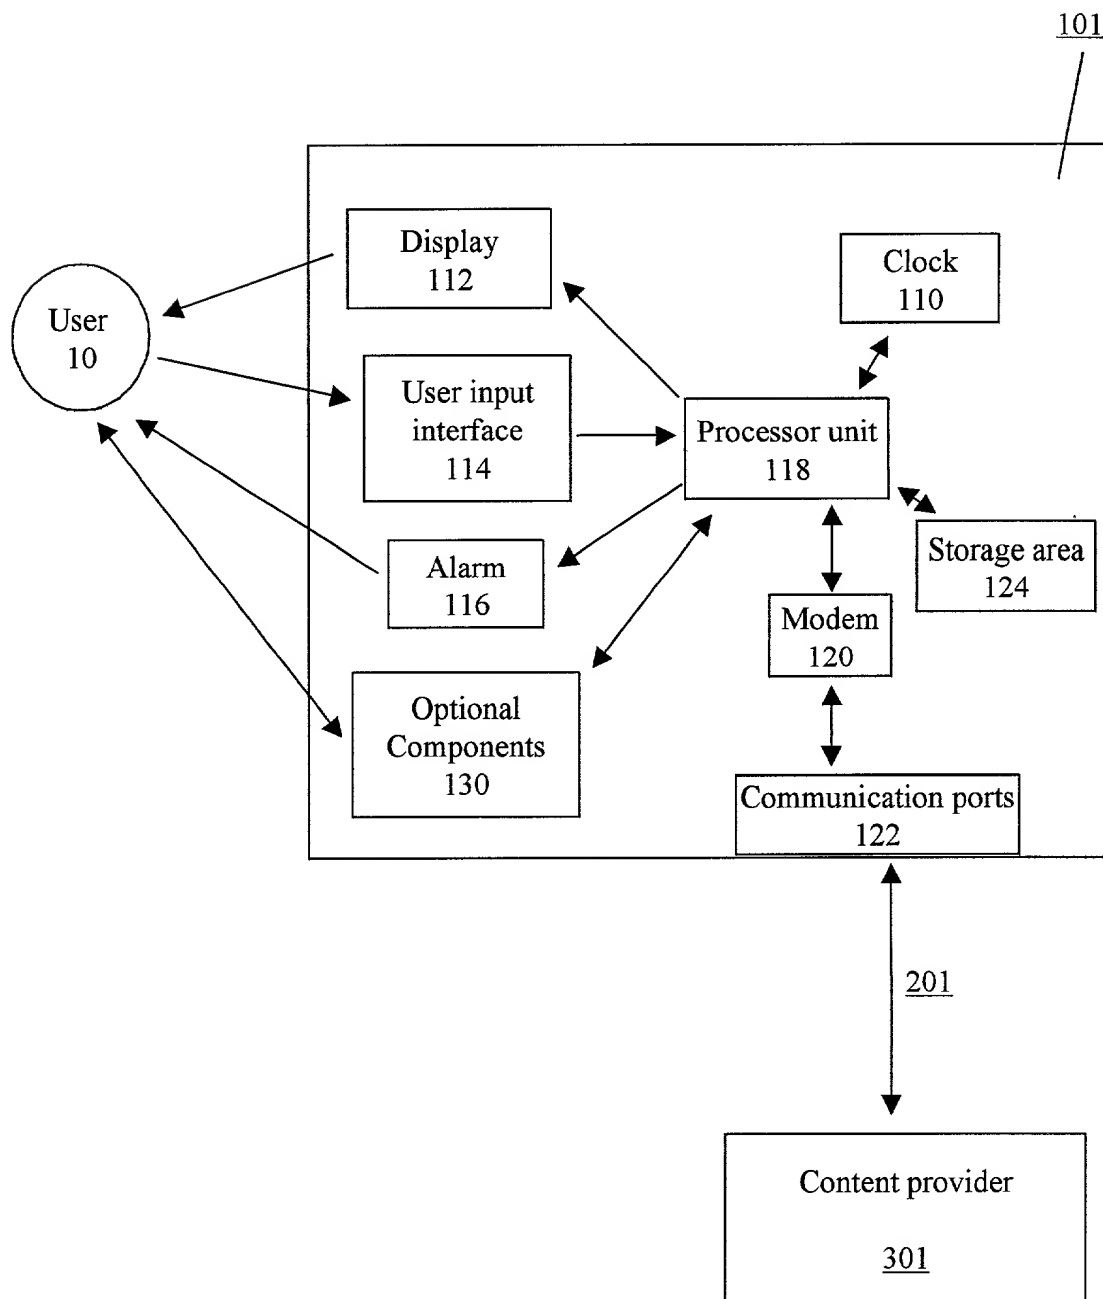 101
Display
112
Clock
110
User
10
User input
interface
114
Processor unit
118
Alarm
116
Storage area
124
Modem
120
Optional
Components
130
Communication ports
122
201
Content provider
301